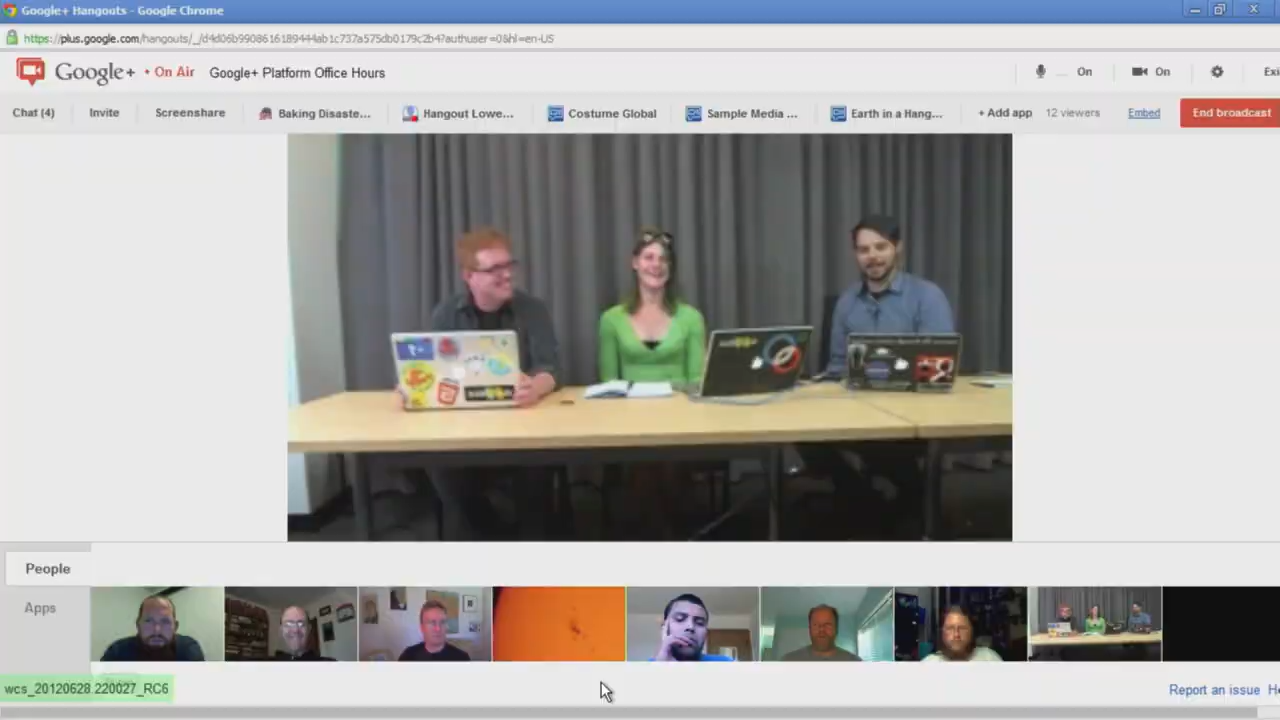 Google+ Hangouts - Google Chrome
https://plus.google.com/hangouts/_/d4d06b9908616189444ab1c737a575db0179c2b4?authuser=0&hl=en-US
Google+ • On Air Google+ Platform Office Hours On On Exi
Chat (4) Invite Screenshare Baking Disaste... Hangout Lowe... Costume Global Sample Media ... Earth in a Hang... + Add app 12 viewers Embed End broadcast
People
Apps
wcs_20120628.220027_RC6
Report an issue He